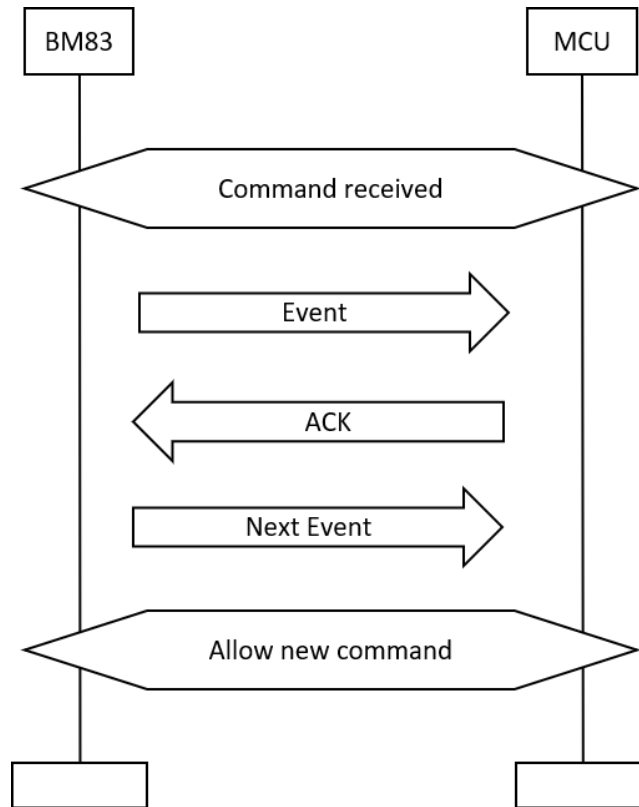 BM83
MCU
Command received
Event
ACK
Next Event
Allow new command